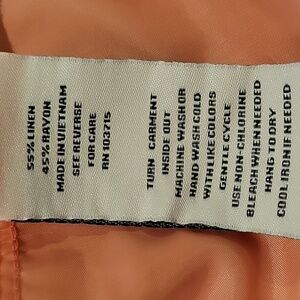 55% LINEN
45% RAYON
MADE IN VIETNAM
SEE REVERSE
FOR CARE
RN 103715
TURN GARMENT
INSIDE OUT
MACHINE WASH OR
HAND WASH COLD
WITH LIKE COLORS
GENTLE CYCLE
USE NON-CHLORINE
BLEACH WHEN NEEDED
HANG TO DRY
COOL IRON IF NEEDED